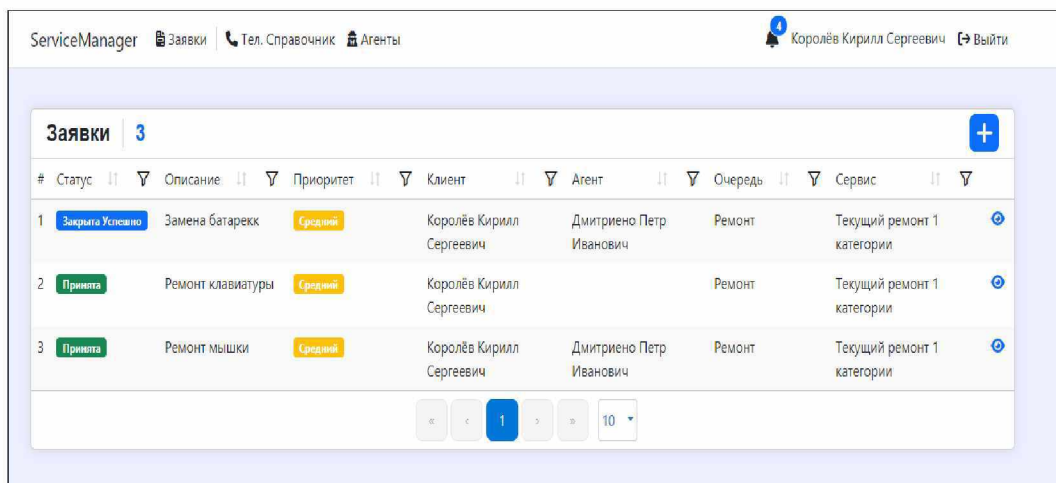 4
ServiceManager Заявки Тел. Справочник Агенты Королёв Кирилл Сергеевич Выйти
Заявки 3 +
# Статус Описание Приоритет Клиент Агент Очередь Сервис
1 Закрыта Успешно Замена батарекк Средний Королёв Кирилл Дмитриено Петр Ремонт Текущий ремонт 1
Сергеевич Иванович категории
2 Принята Ремонт клавиатуры Средний Королёв Кирилл Ремонт Текущий ремонт 1
Сергеевич категории
3 Принята Ремонт мышки Средний Королёв Кирилл Дмитриено Петр Ремонт Текущий ремонт 1
Сергеевич Иванович категории
« ‹ 1 › » 10